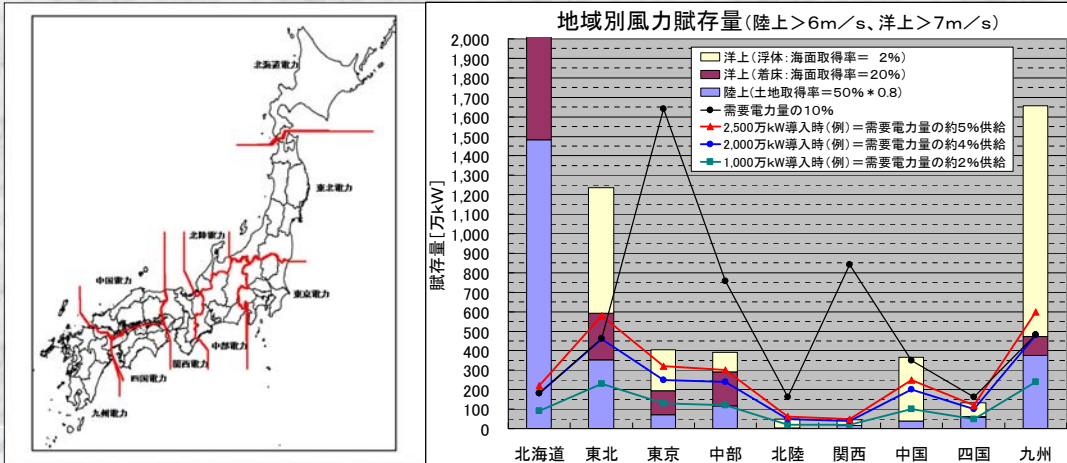 北海道電力
東北電力
北陸電力
中国電力
東京電力
中部電力
関西電力
四国電力
九州電力
地域別風力賦存量(陸上>6m/s、洋上>7m/s)
洋上(浮体:海面取得率= 2%)
洋上(着床:海面取得率=20%)
陸上(土地取得率=50%*0.8)
需要電力量の10%
2,500万kW導入時(例)=需要電力量の約5%供給
2,000万kW導入時(例)=需要電力量の約4%供給
1,000万kW導入時(例)=需要電力量の約2%供給
賦存量[万kW]
2,000
1,900
1,800
1,700
1,600
1,500
1,400
1,300
1,200
1,100
1,000
900
800
700
600
500
400
300
200
100
0
北海道 東北 東京 中部 北陸 関西 中国 四国 九州